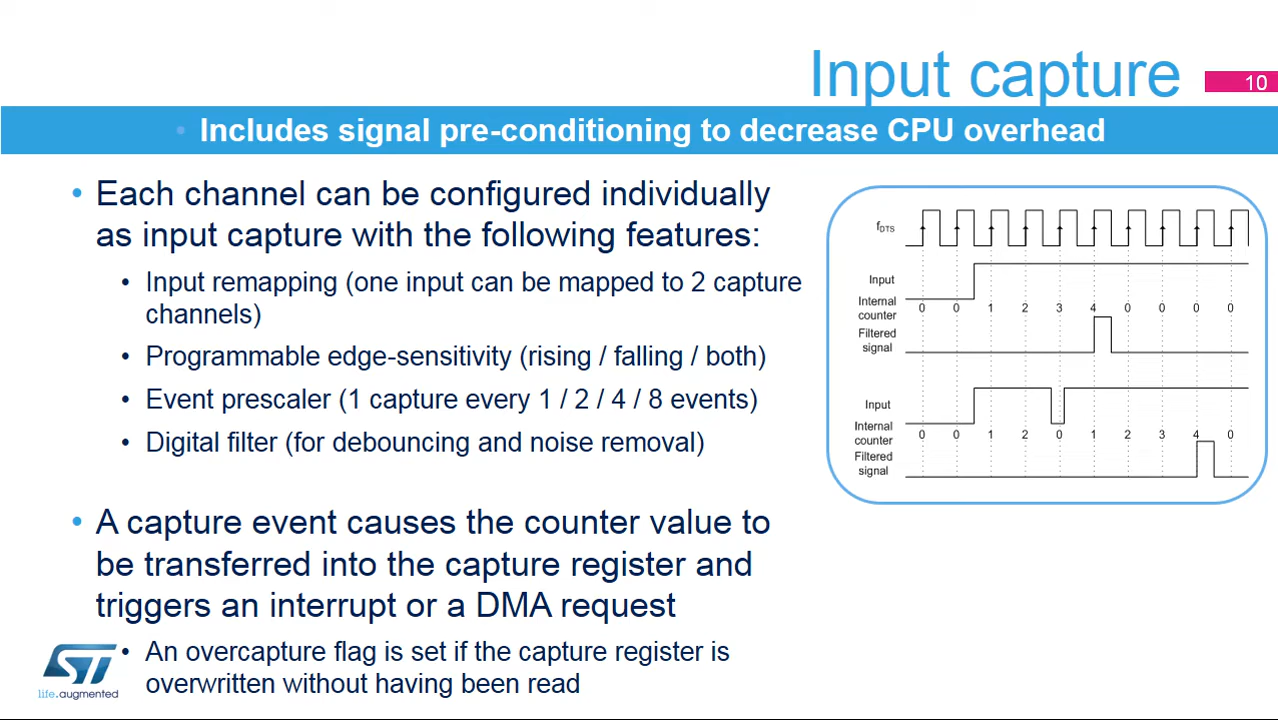 Input capture
10
• Includes signal pre-conditioning to decrease CPU overhead
• Each channel can be configured individually
as input capture with the following features:
• Input remapping (one input can be mapped to 2 capture
channels)
• Programmable edge-sensitivity (rising / falling / both)
• Event prescaler (1 capture every 1 / 2 / 4 / 8 events)
• Digital filter (for debouncing and noise removal)
• A capture event causes the counter value to
be transferred into the capture register and
triggers an interrupt or a DMA request
• An overcapture flag is set if the capture register is
overwritten without having been read
fDTS
Input
Internal
counter
0 0 1 2 3 4 0 0 0 0
Filtered
signal
Input
Internal
counter
0 0 1 2 0 1 2 3 4 0
Filtered
signal
ST
life.augmented